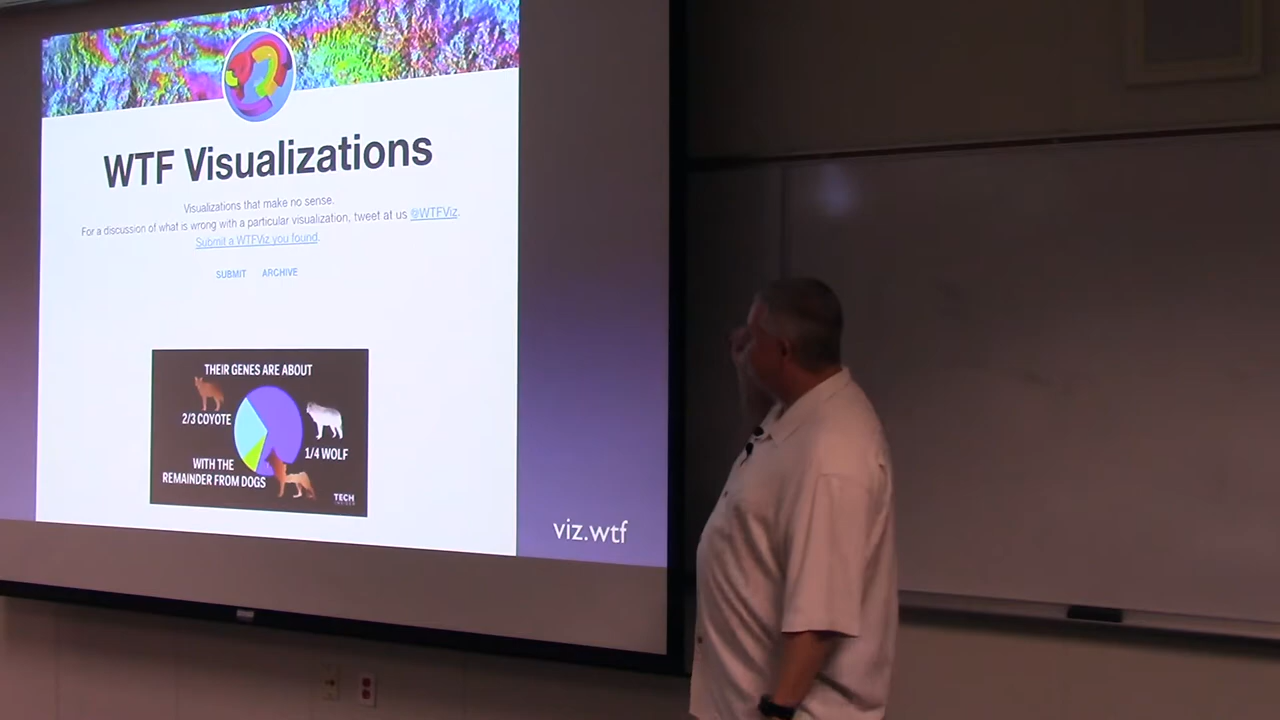 WTF Visualizations
Visualizations that make no sense.
For a discussion of what is wrong with a particular visualization, tweet at us @WTFViz.
Submit a WTFViz you found.
SUBMIT ARCHIVE
THEIR GENES ARE ABOUT
2/3 COYOTE
1/4 WOLF
WITH THE
REMAINDER FROM DOGS
TECH
INSIDER
viz.wtf